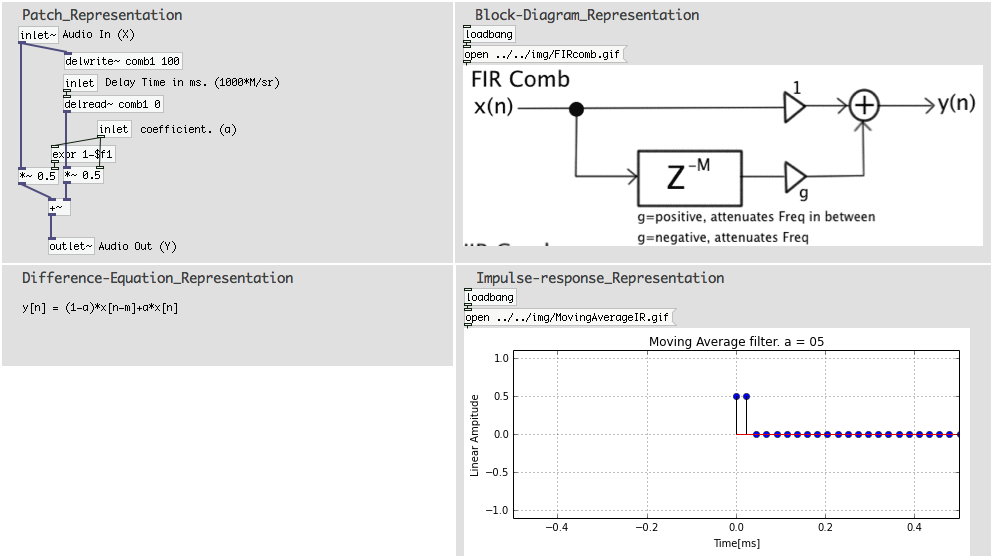 Patch_Representation
inlet~ Audio In (X)
delwrite~ comb1 100
inlet Delay Time in ms. (1000*M/sr)
delread~ comb1 0
inlet coefficient. (a)
expr 1-$f1
*~ 0.5 *~ 0.5
+~
outlet~ Audio Out (Y)
Block-Diagram_Representation
loadbang
open ../../img/FIRcomb.gif
FIR Comb
x(n) 1 + y(n)
Z-M
g
g=positive, attenuates Freq in between
g=negative, attenuates Freq
Difference-Equation_Representation
y[n] = (1-a)*x[n-m]+a*x[n]
Impulse-response_Representation
loadbang
open ../../img/MovingAverageIR.gif
Moving Average filter. a = 05
1.0
0.5
0.0
−0.5
−1.0
Linear Ampitude
−0.4 −0.2 0.0 0.2 0.4
Time[ms]